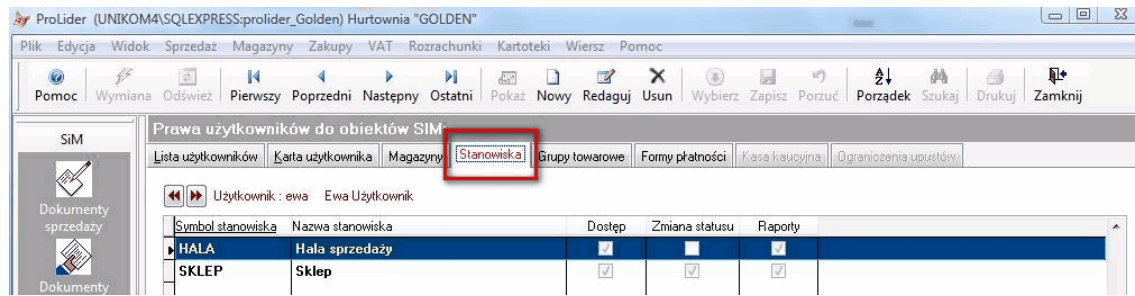 ProLider (UNIKOM4\SQLEXPRESS:prolider_Golden) Hurtownia "GOLDEN"
Plik Edycja Widok Sprzedaż Magazyny Zakupy VAT Rozrachunki Kartoteki Wiersz Pomoc
Pomoc Wymiana Odśwież Pierwszy Poprzedni Następny Ostatni Pokaż Nowy Redaguj Usun Wybierz Zapisz Porzuć Porządek Szukaj Drukuj Zamknij
SiM
Prawa użytkowników do obiektów SIM:
Lista użytkowników Karta użytkownika Magazyny Stanowiska Grupy towarowe Formy płatności Kasa kaucyjna Ograniczenia upustów
Użytkownik : ewa Ewa Użytkownik
Dokumenty
sprzedaży
Symbol stanowiska Nazwa stanowiska Dostęp Zmiana statusu Raporty
HALA Hala sprzedaży
SKLEP Sklep
Dokumenty